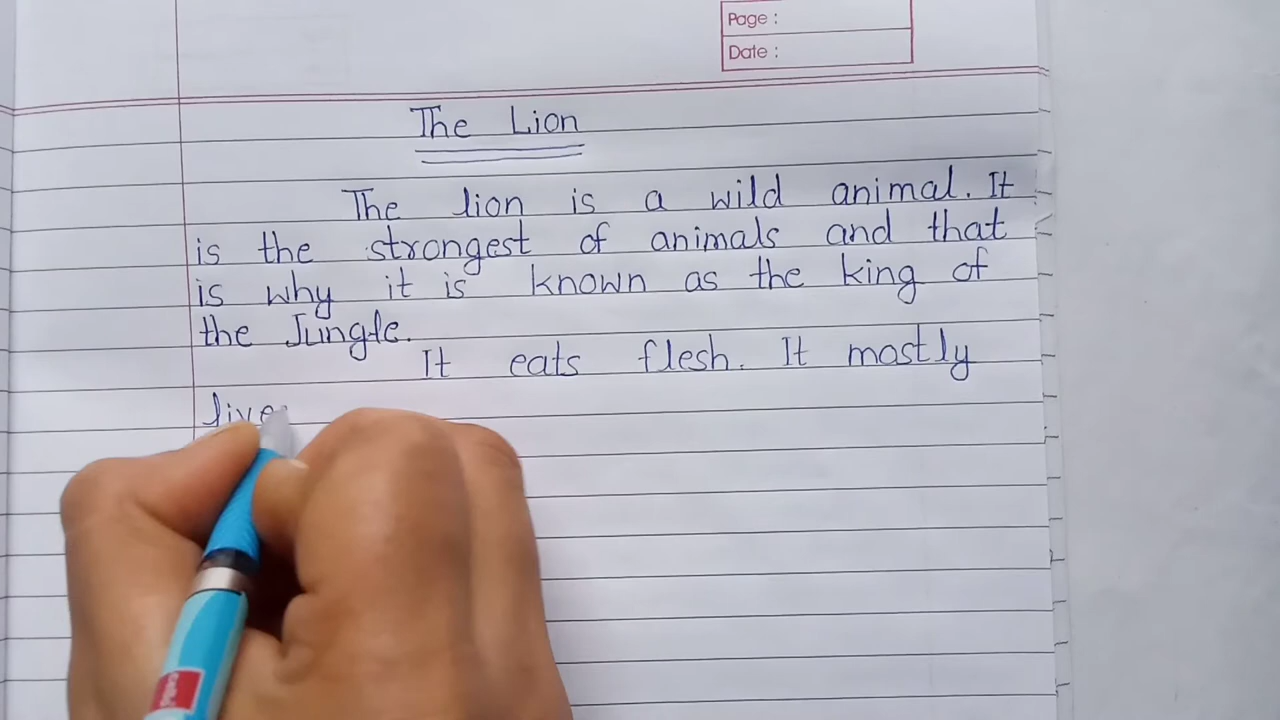 Page :
Date :
The Lion
The lion is a wild animal. It
is the strongest of animals and that
is why it is known as the king of
the Jungle.
It eats flesh. It mostly
live